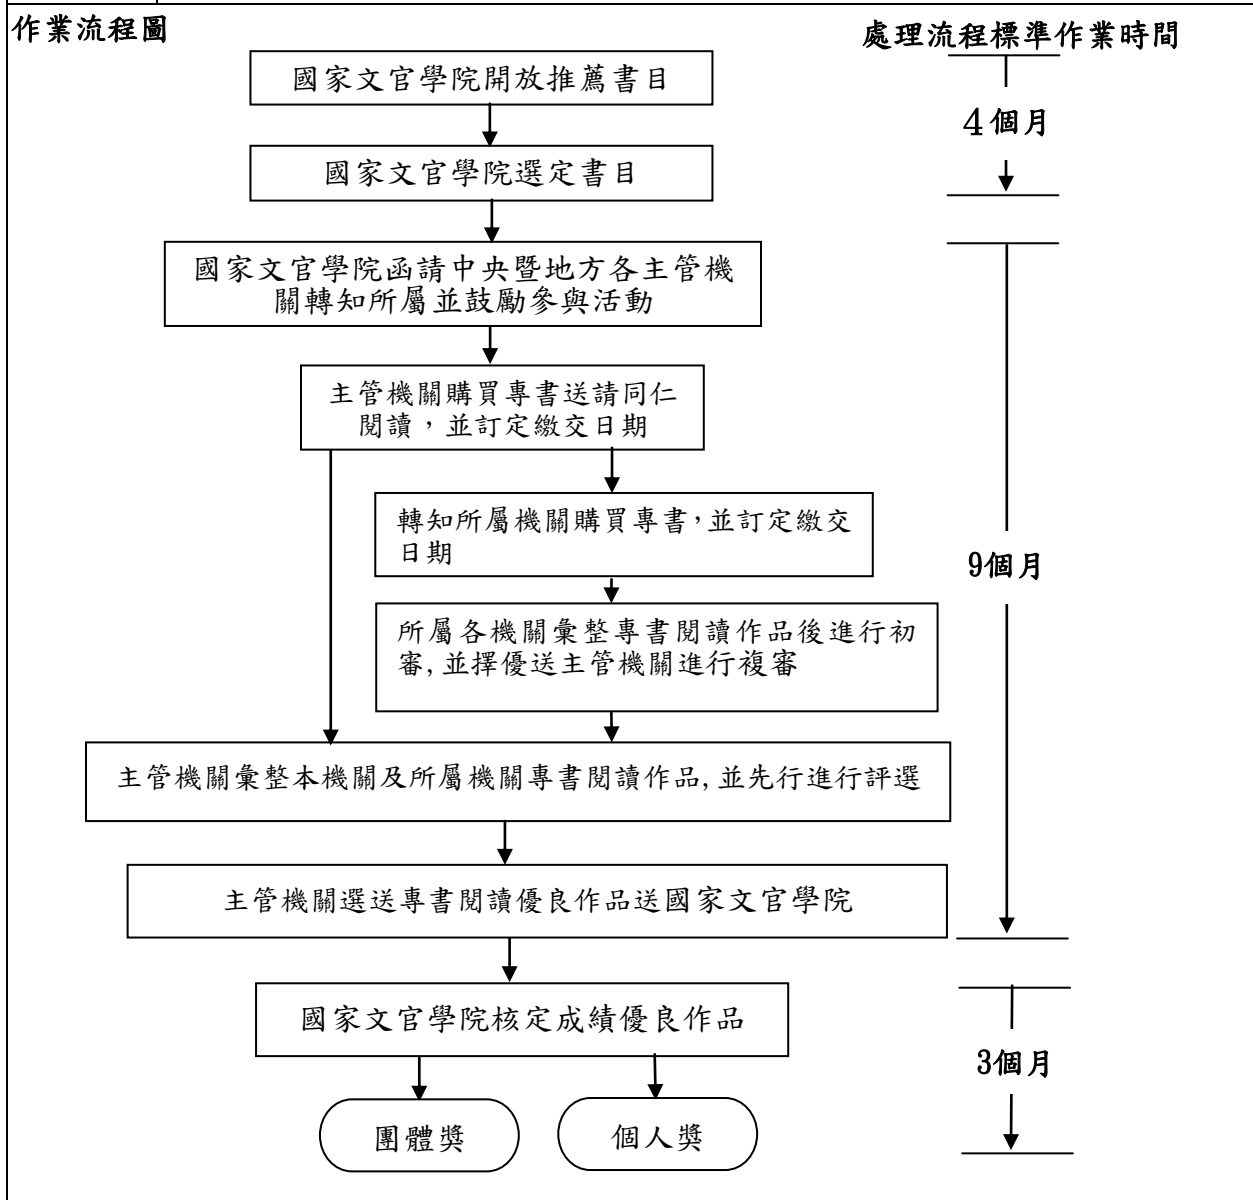 作業流程圖
處理流程標準作業時間
國家文官學院開放推薦書目
4個月
國家文官學院選定書目
國家文官學院函請中央暨地方各主管機
關轉知所屬並鼓勵參與活動
主管機關購買專書送請同仁
閱讀，並訂定繳交日期
轉知所屬機關購買專書，並訂定繳交
日期
9個月
所屬各機關彙整專書閱讀作品後進行初
審,並擇優送主管機關進行複審
主管機關彙整本機關及所屬機關專書閱讀作品,並先行進行評選
主管機關選送專書閱讀優良作品送國家文官學院
國家文官學院核定成績優良作品
3個月
團體獎
個人獎